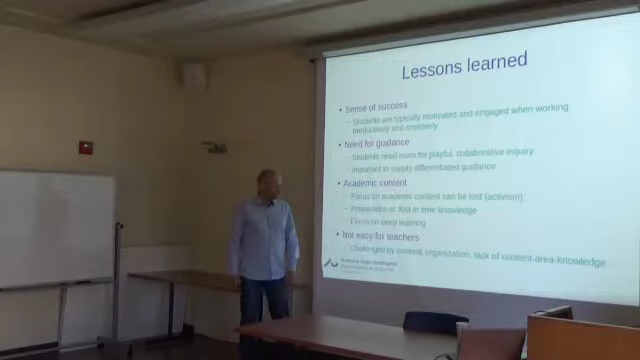 Lessons learned
• Sense of success
– Students are typically motivated and engaged when working
productively and creatively
• Need for guidance
– Students need room for playful, collaborative inquiry
– Important to supply differentiated guidance
• Academic content
– Focus on academic content can be lost (activism)
– knowledge
– Focus on deep learning
• Not easy for teachers
– Challenged by content, organization, lack of content-area-knowledge